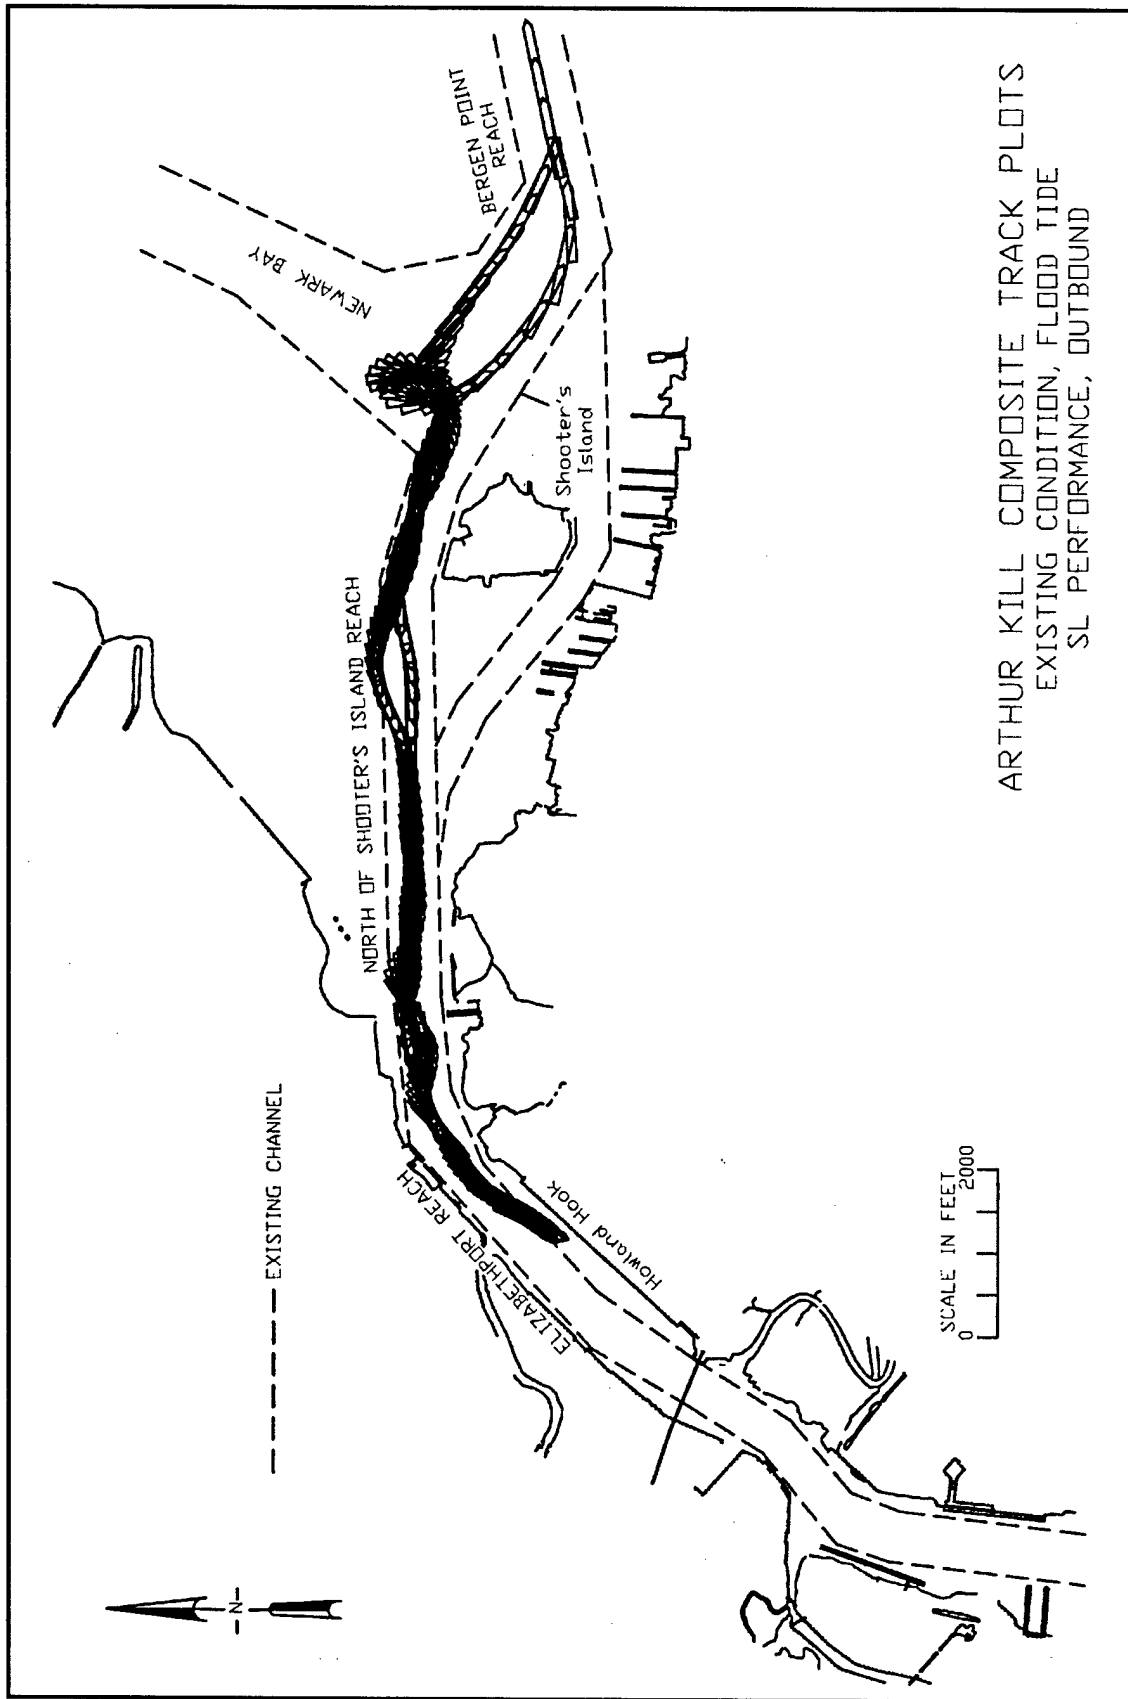 BERGEN POINT
REACH
NEWARK BAY
Shooter's
Island
NORTH OF SHOOTER'S ISLAND REACH
ELIZABETHPORT REACH
Howland Hook
EXISTING CHANNEL
-N-
SCALE IN FEET
0 2000
ARTHUR KILL COMPOSITE TRACK PLOTS
EXISTING CONDITION, FLOOD TIDE
SL PERFORMANCE, OUTBOUND